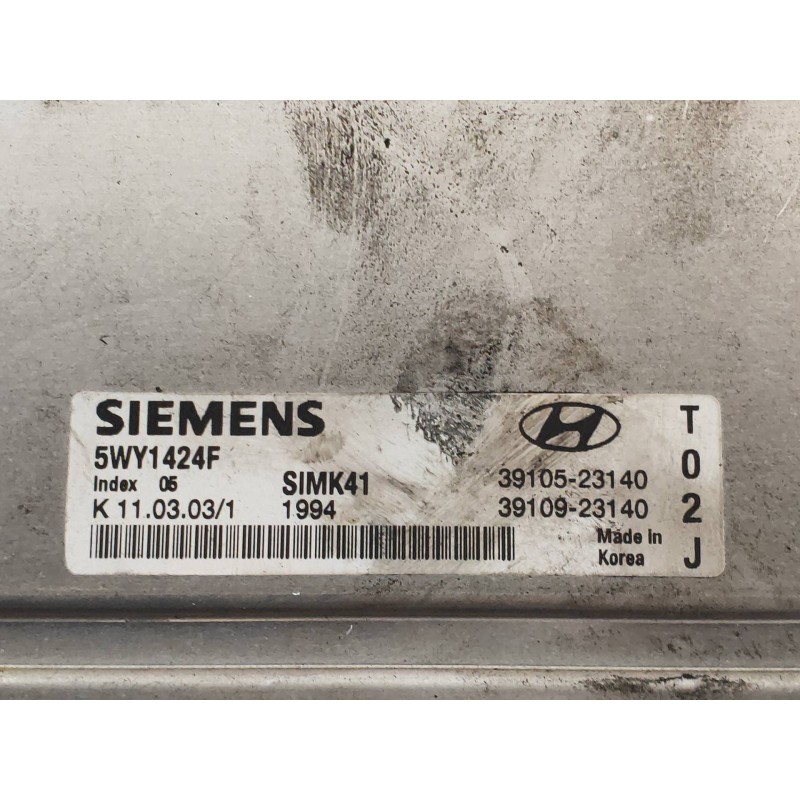 SIEMENS
5WY1424F
Index 05 SIMK41 39105-23140
K 11.03.03/1 1994 39109-23140
Made in
Korea
T
0
2
J